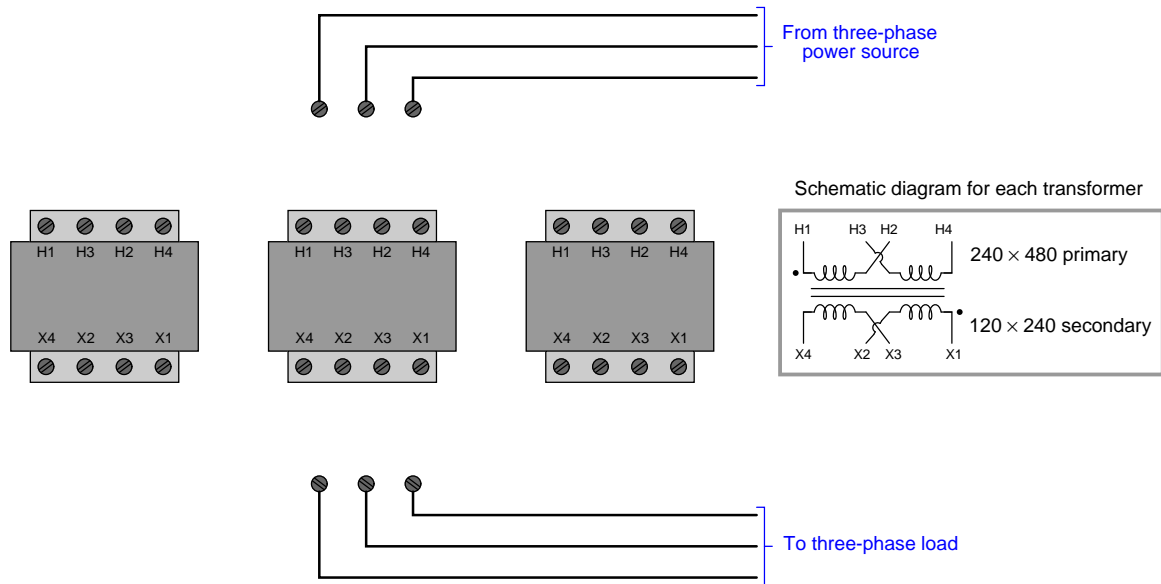 From three-phase
power source
Schematic diagram for each transformer
H1 H3 H2 H4
H1 H3 H2 H4
H1 H3 H2 H4
H1 H3 H2 H4
240 × 480 primary
120 × 240 secondary
X4 X2 X3 X1
X4 X2 X3 X1
X4 X2 X3 X1
X4 X2 X3 X1
To three-phase load